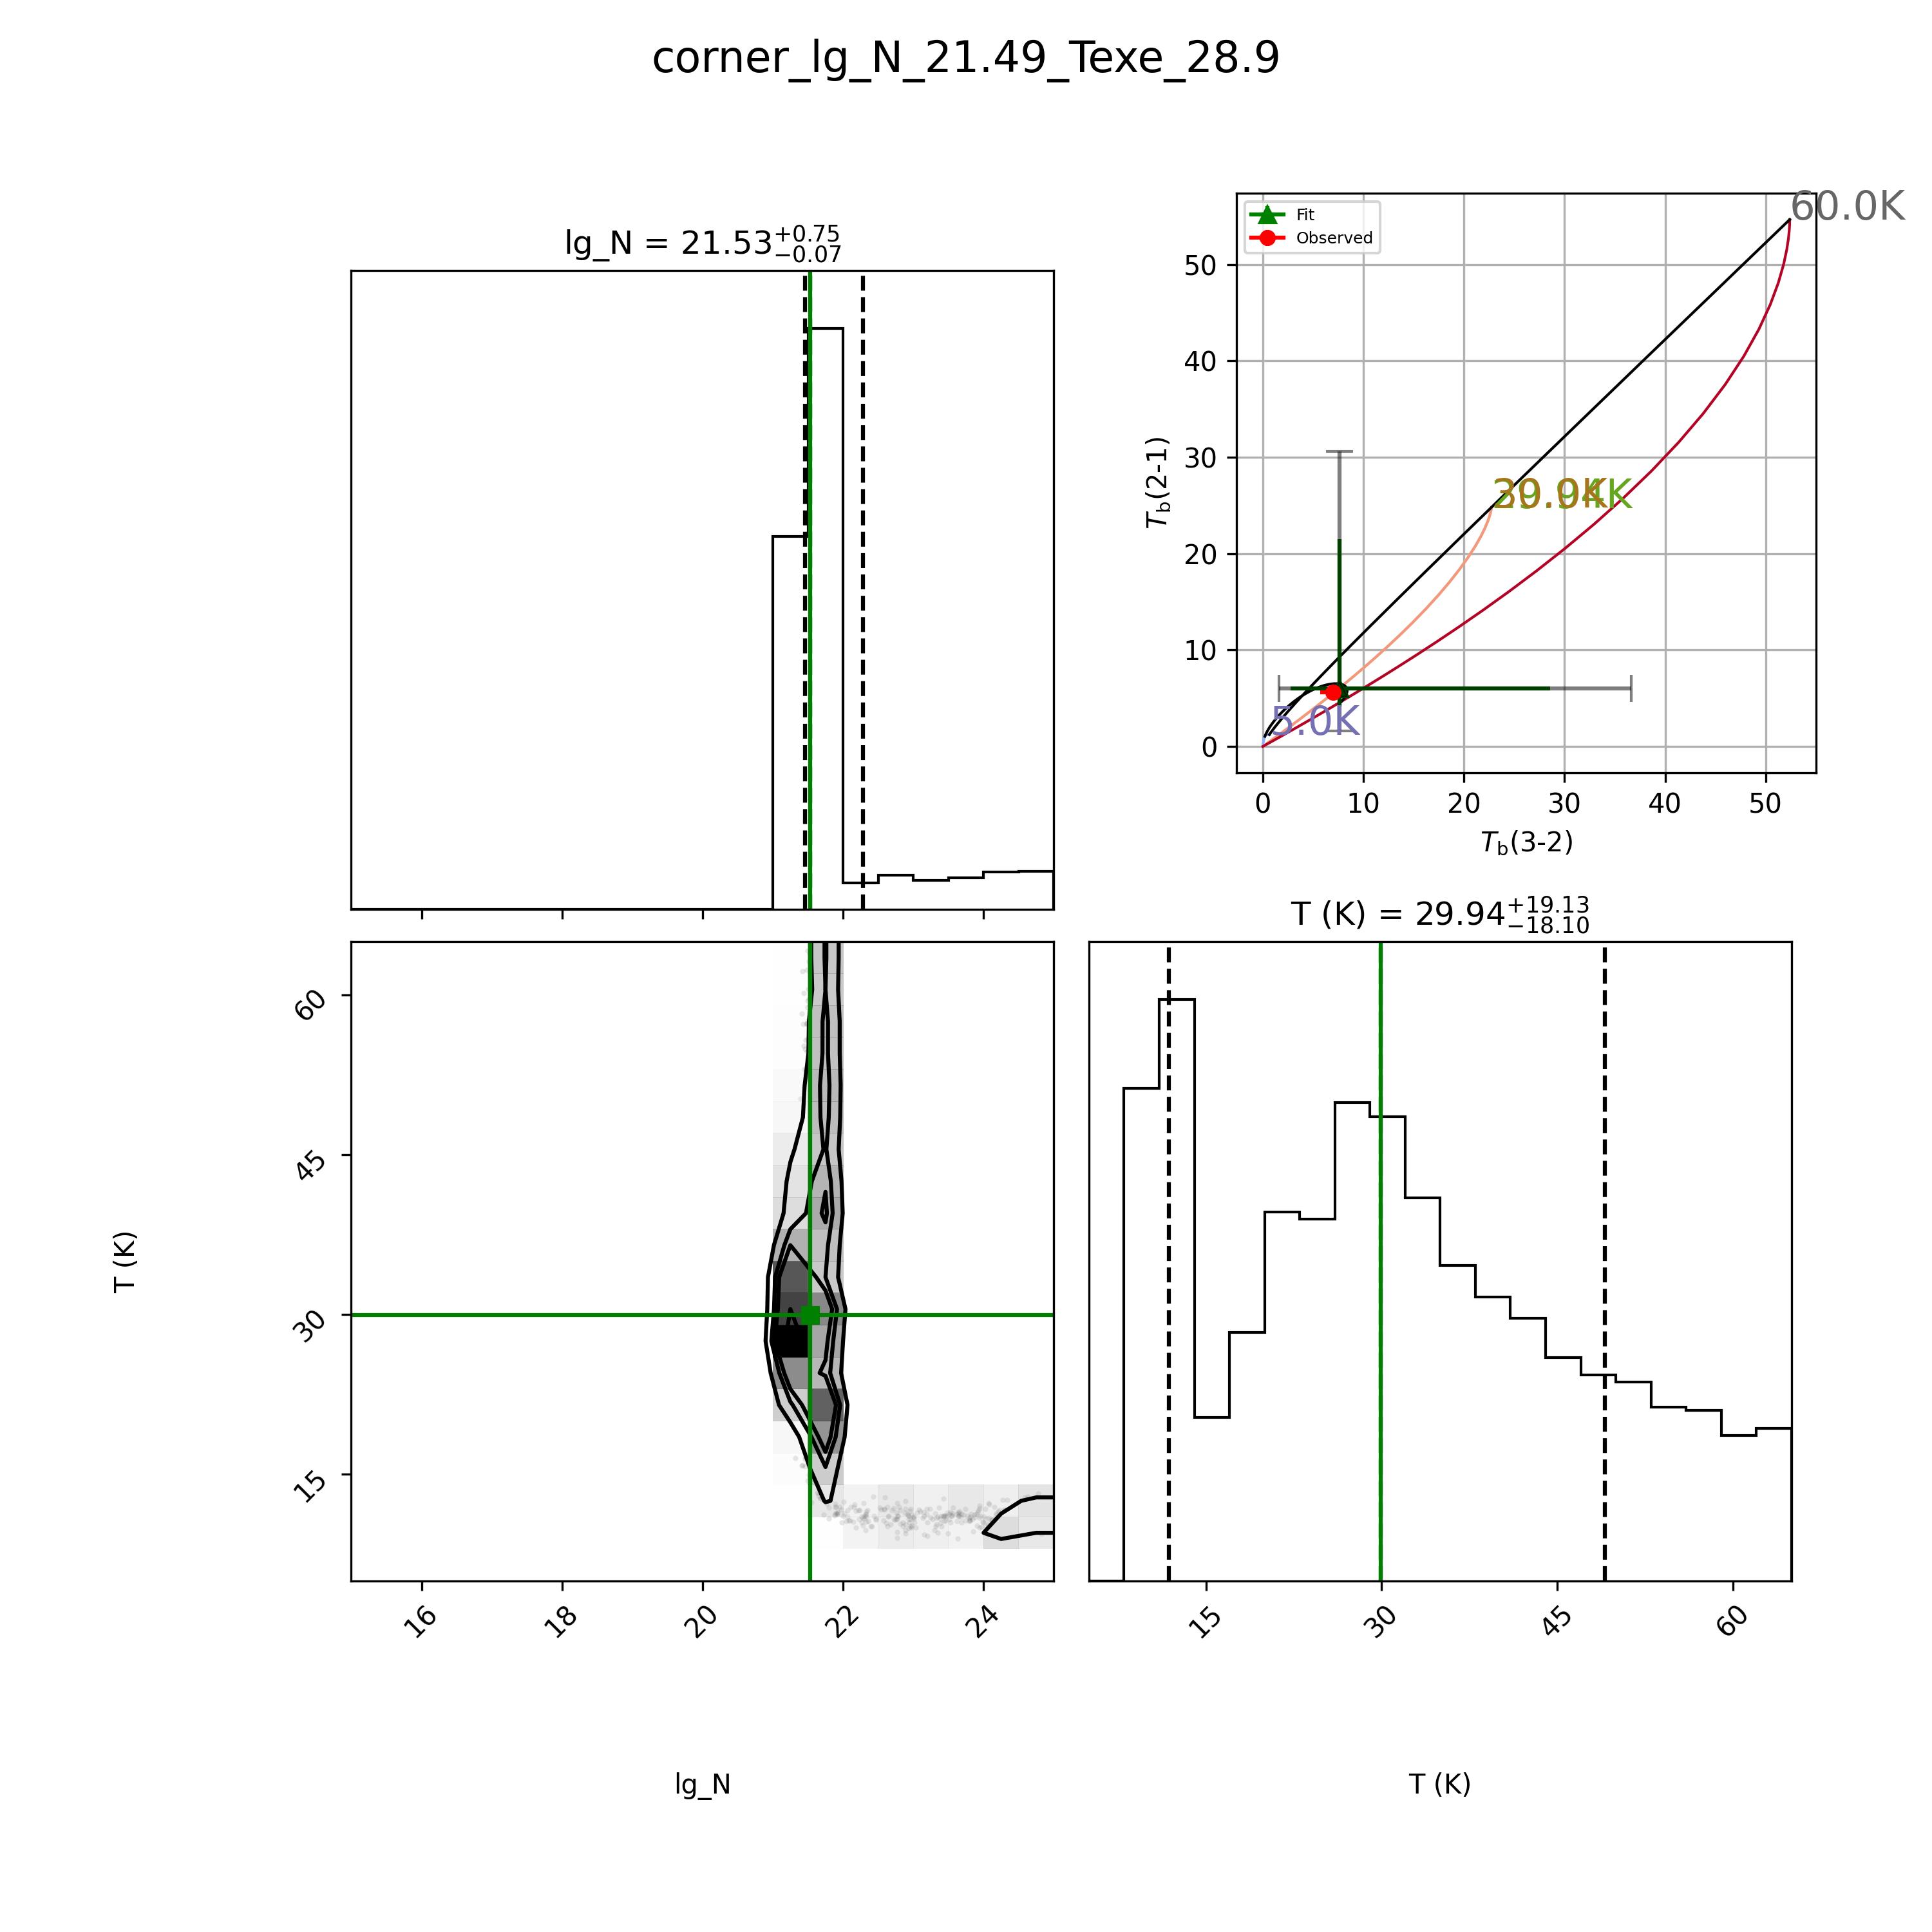 corner_lg_N_21.49_Texe_28.9
lg_N = 21.53 +0.75 −0.07
60.0K
Fit
Observed
50
40
30
20
10
0
T_b(2-1)
5.0K
0 10 20 30 40 50
T_b(3-2)
T (K) = 29.94 +19.13 −18.10
60
45
30
15
T (K)
16 18 20 22 24
15 30 45 60
lg_N
T (K)